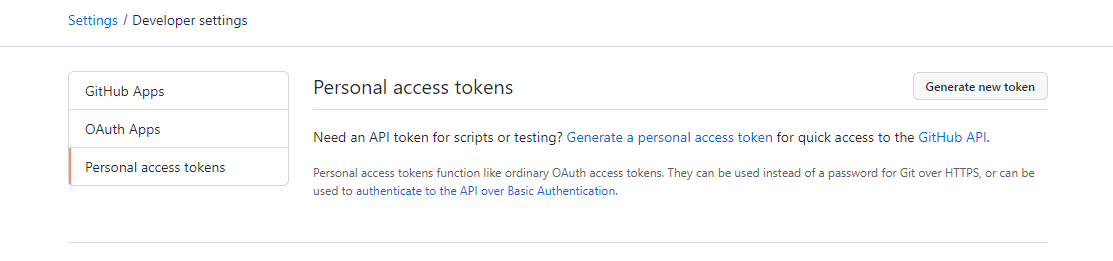 Settings / Developer settings
GitHub Apps
OAuth Apps
Personal access tokens
Personal access tokens
Generate new token
Need an API token for scripts or testing? Generate a personal access token for quick access to the GitHub API.
Personal access tokens function like ordinary OAuth access tokens. They can be used instead of a password for Git over HTTPS, or can be
used to authenticate to the API over Basic Authentication.